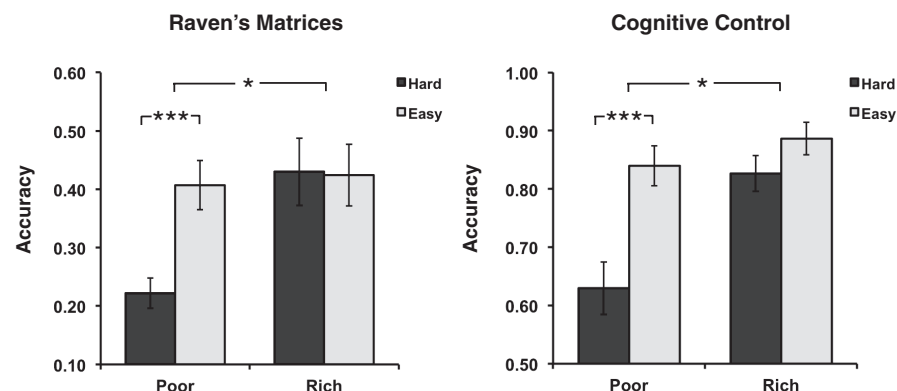 Raven's Matrices
Accuracy
0.60
0.50
0.40
0.30
0.20
0.10
*
***
Hard
Easy
Poor
Rich
Cognitive Control
Accuracy
1.00
0.90
0.80
0.70
0.60
0.50
*
***
Hard
Easy
Poor
Rich